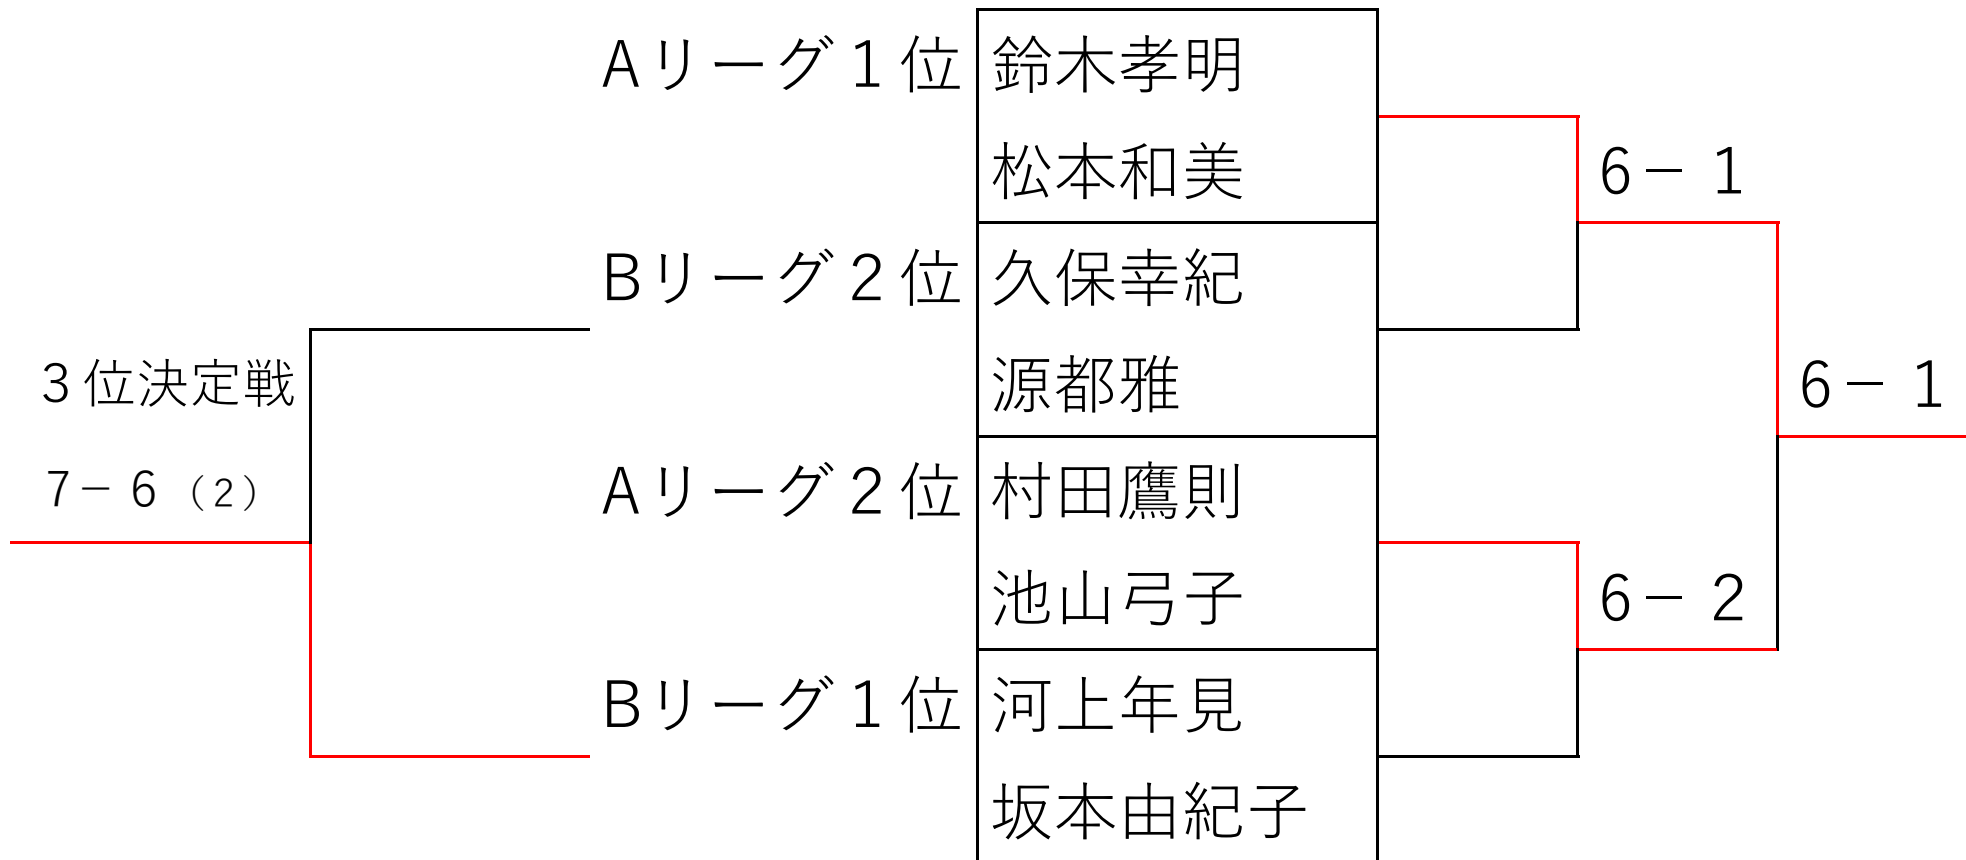 Aリーグ１位 鈴木孝明
松本和美
6－1
Bリーグ２位 久保幸紀
源都雅
３位決定戦
7－6（2）
6－1
Aリーグ２位 村田鷹則
池山弓子
6－2
Bリーグ１位 河上年見
坂本由紀子